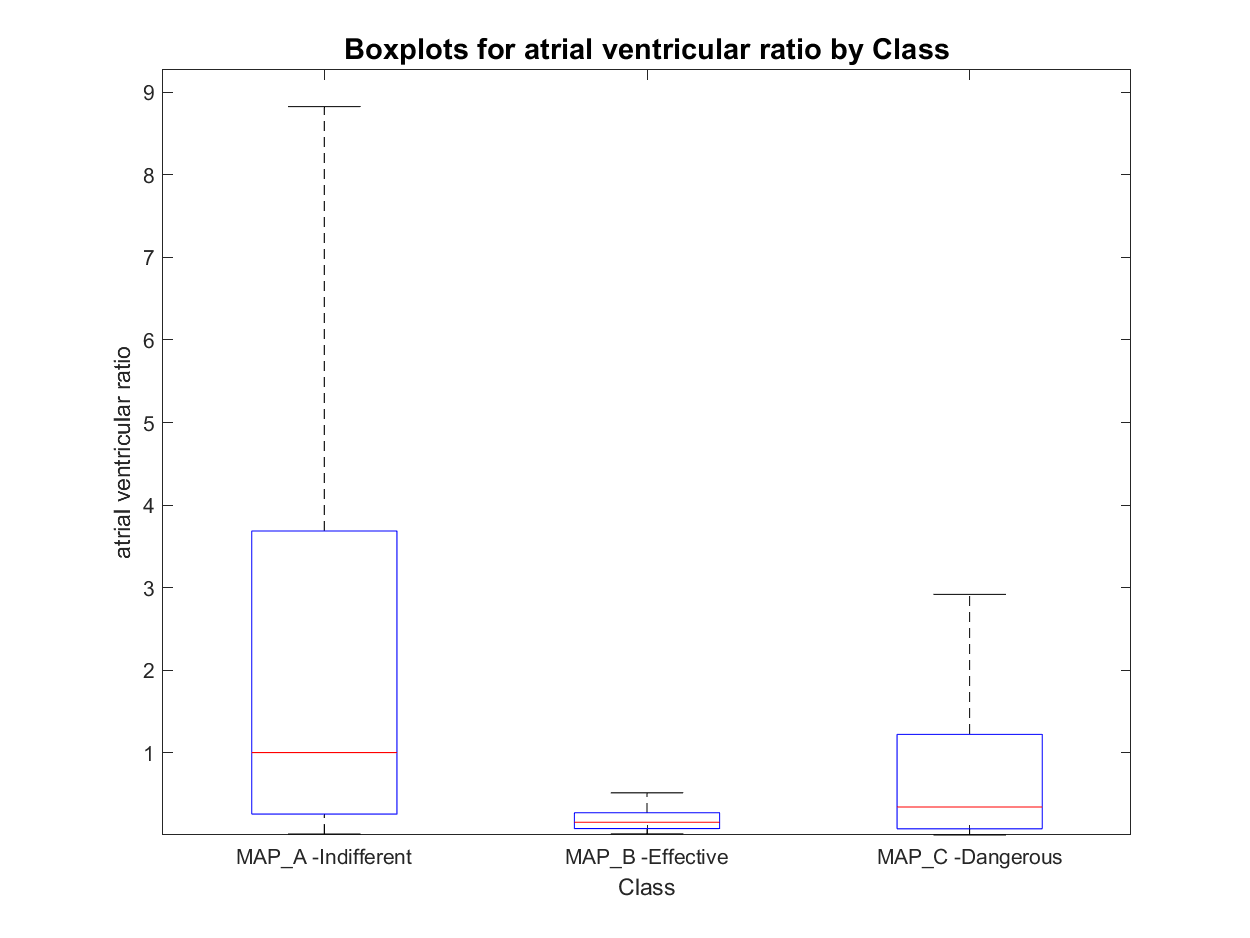 Boxplots for atrial ventricular ratio by Class
atrial ventricular ratio
9
8
7
6
5
4
3
2
1
MAP_A -Indifferent
MAP_B -Effective
MAP_C -Dangerous
Class